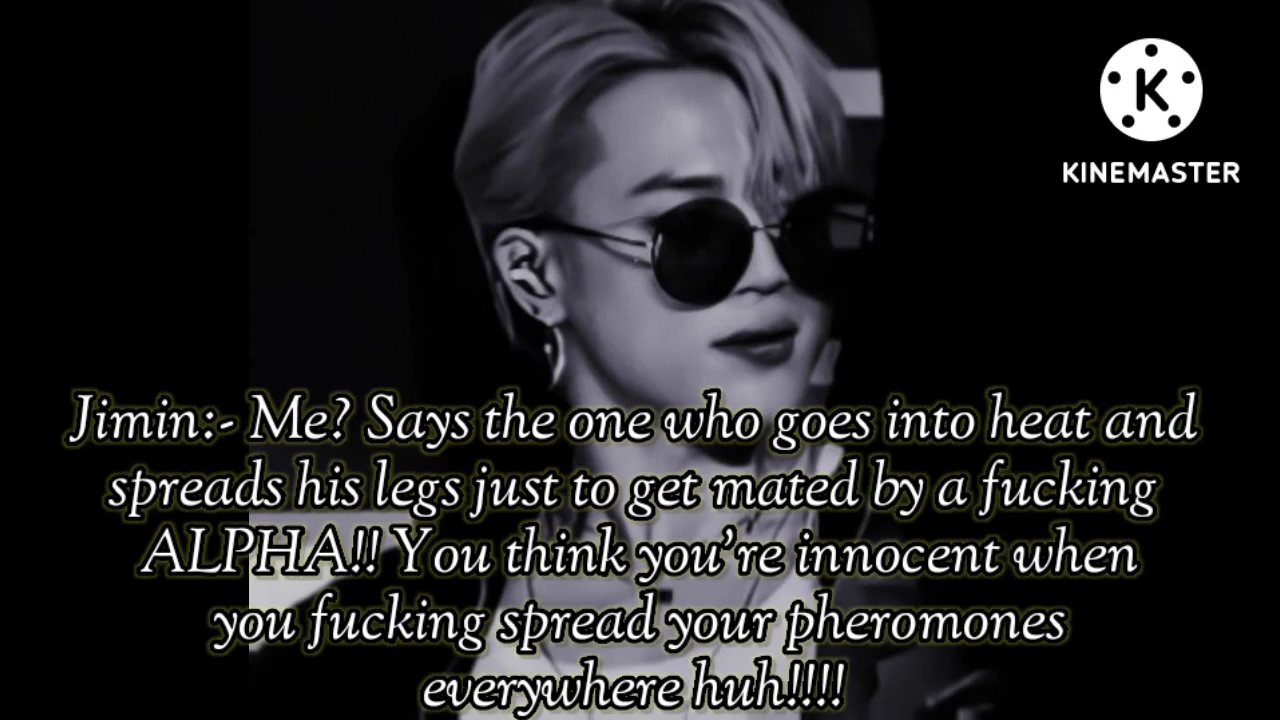 K
KINEMASTER
Jimin:- Me? Says the one who goes into heat and
spreads his legs just to get mated by a fucking
ALPHA!! You think you're innocent when
you fucking spread your pheromones
everywhere huh!!!!